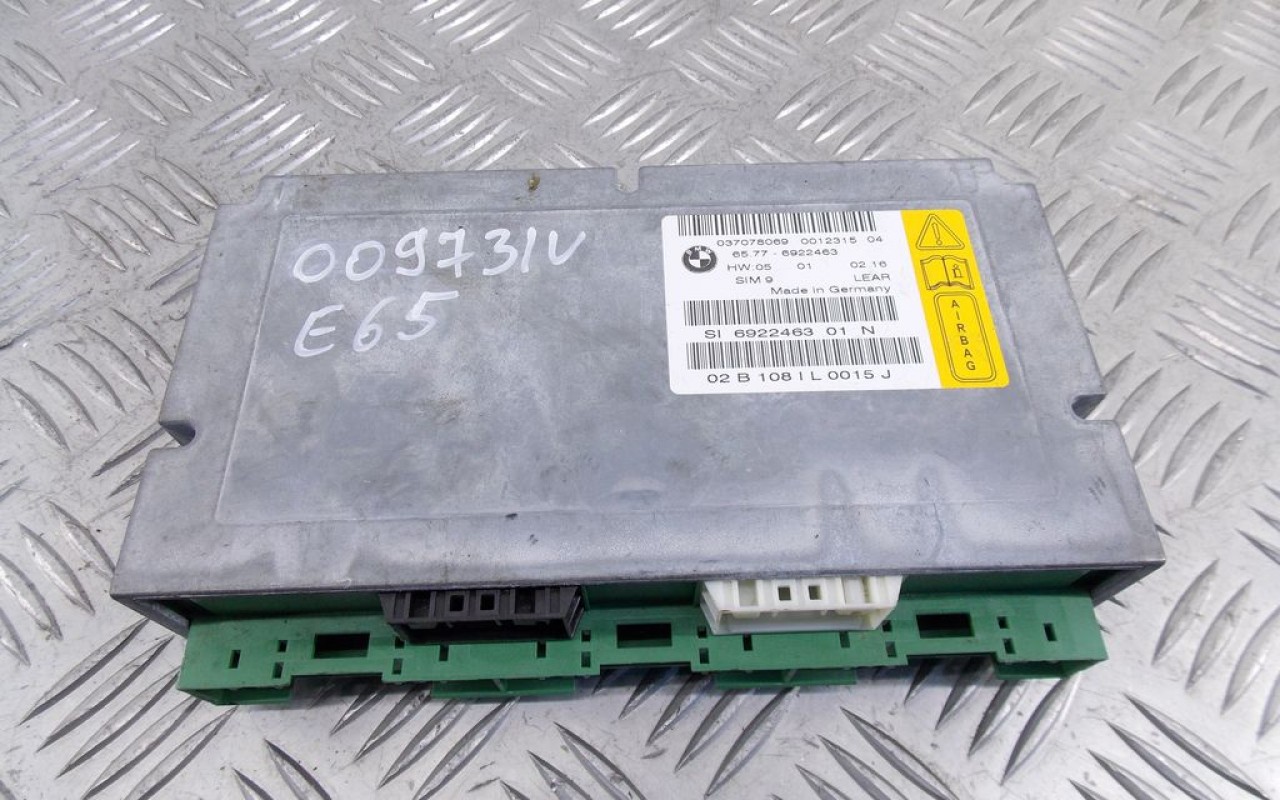 009731V
E65
037078069 0012315 04
BMW
65.77 - 6922463
HW:05 01 02.16
SIM 9 LEAR
Made in Germany
SI 6922463 01 N
02 B 108 I L 0015 J
AIRBAG